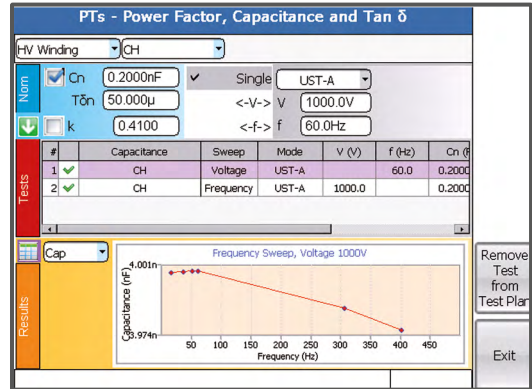 PTs - Power Factor, Capacitance and Tan δ
HV Winding CH
Nom
Cn 0.2000nF Single UST-A
Tδn 50.000µ <-V-> V 1000.0V
k 0.4100 <-f-> f 60.0Hz
Tests
# Capacitance Sweep Mode V (V) f (Hz) Cn (F
1 CH Voltage UST-A 60.0 0.2000
2 CH Frequency UST-A 1000.0 0.2000
Results
Cap
Frequency Sweep, Voltage 1000V
4.001n
Capacitance (nF)
3.974n
50 100 150 200 250 300 350 400 450
Frequency (Hz)
Remove
Test
from
Test Plan
Exit